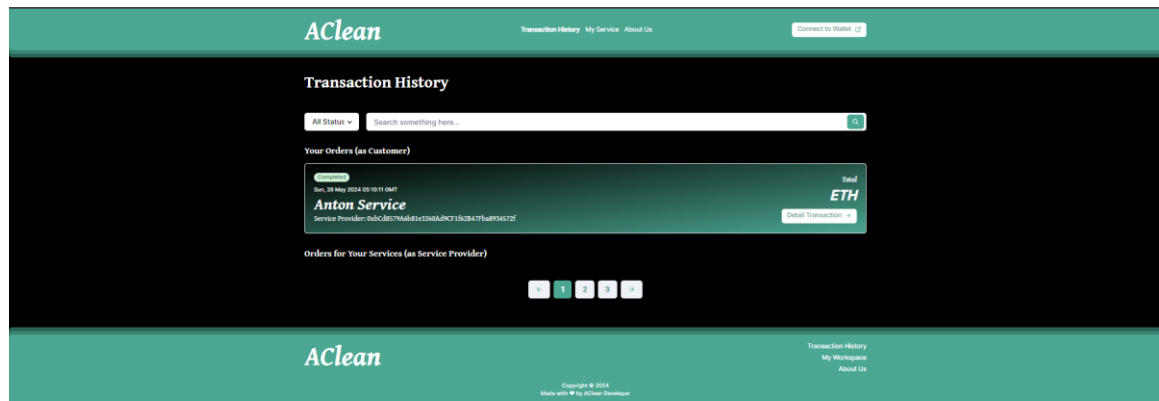 AClean
Transaction History My Service About Us
Connect to Wallet
Transaction History
All Status
Search something here...
Your Orders (as Customer)
Completed
Sun, 26 May 2024 05:10:11 GMT
Total
ETH
Anton Service
Service Provider: 0xbCd8579A6b81e3260Ad9CF1f62B47Fba8934572f
Detail Transaction →
Orders for Your Services (as Service Provider)
← 1 2 3 →
AClean
Transaction History
My Workspace
About Us
Copyright © 2024
Made with ♥ by AClean Developer